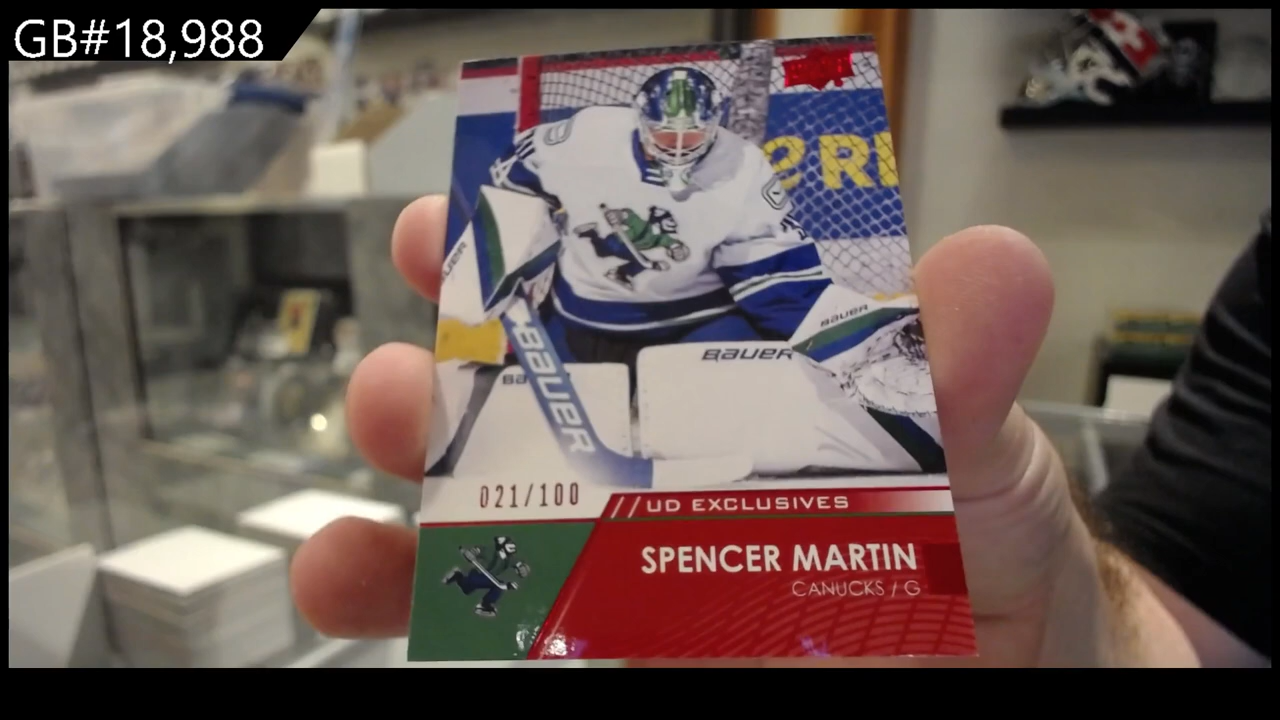 GB#18,988
BAUER
BAUER
BAUER
021/100
//UD EXCLUSIVES
SPENCER MARTIN
CANUCKS / G